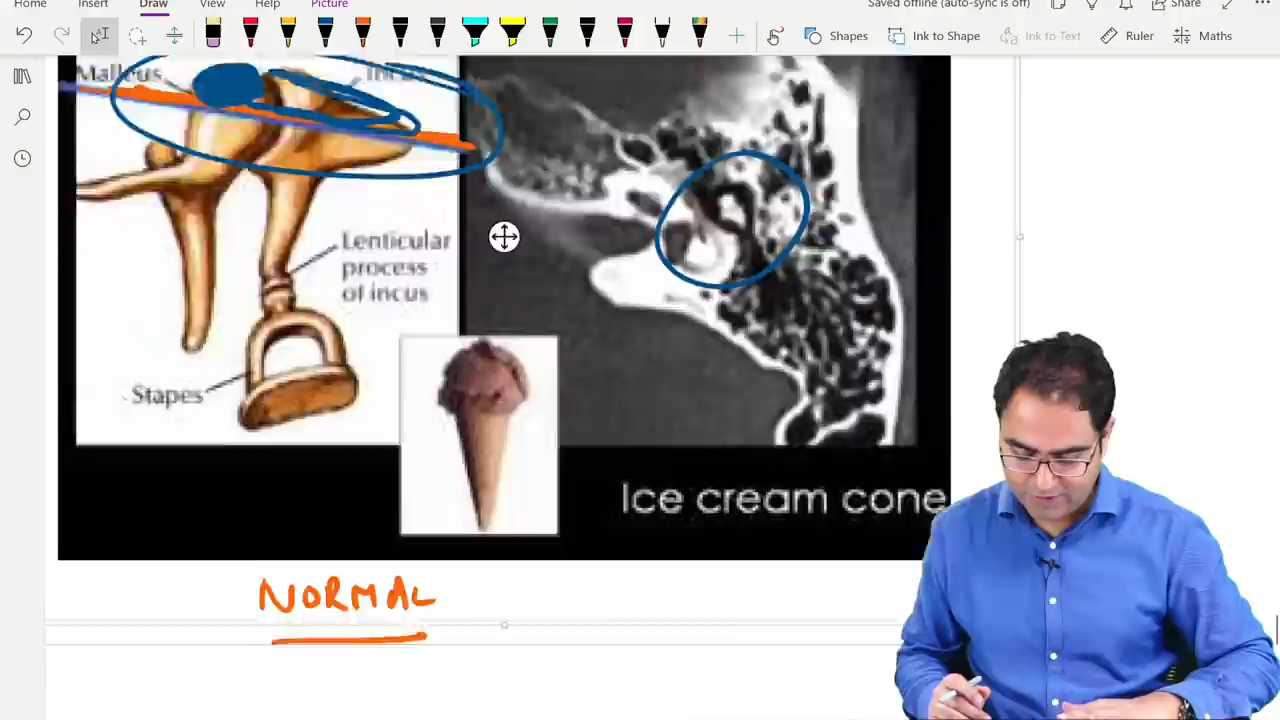 Home Insert Draw View Help Picture Saved offline (auto-sync is off) Share
Shapes Ink to Shape Ink to Text Ruler Maths
Malleus Incus
Lenticular
process
of incus
Stapes
Ice cream cone
NORMAL